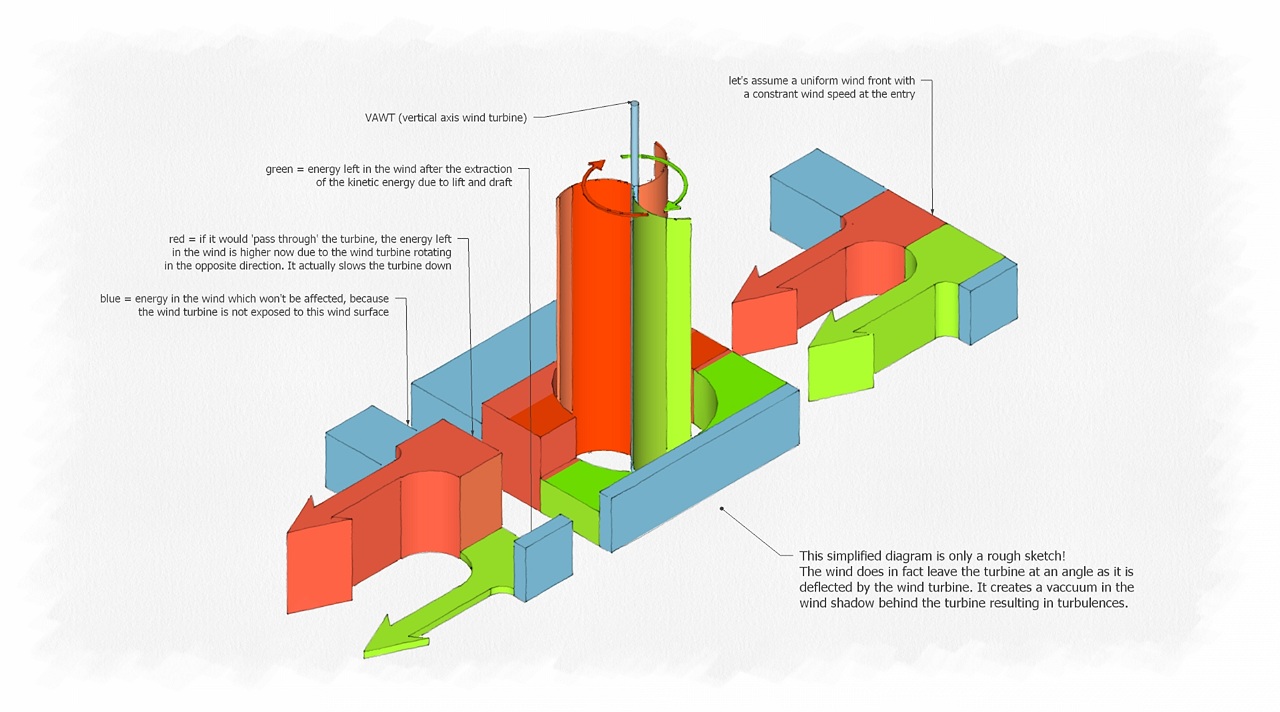 let's assume a uniform wind front with
a constrant wind speed at the entry
VAWT (vertical axis wind turbine)
green = energy left in the wind after the extraction
of the kinetic energy due to lift and draft
red = if it would 'pass through' the turbine, the energy left
in the wind is higher now due to the wind turbine rotating
in the opposite direction. It actually slows the turbine down
blue = energy in the wind which won't be affected, because
the wind turbine is not exposed to this wind surface
This simplified diagram is only a rough sketch!
The wind does in fact leave the turbine at an angle as it is
deflected by the wind turbine. It creates a vaccuum in the
wind shadow behind the turbine resulting in turbulences.